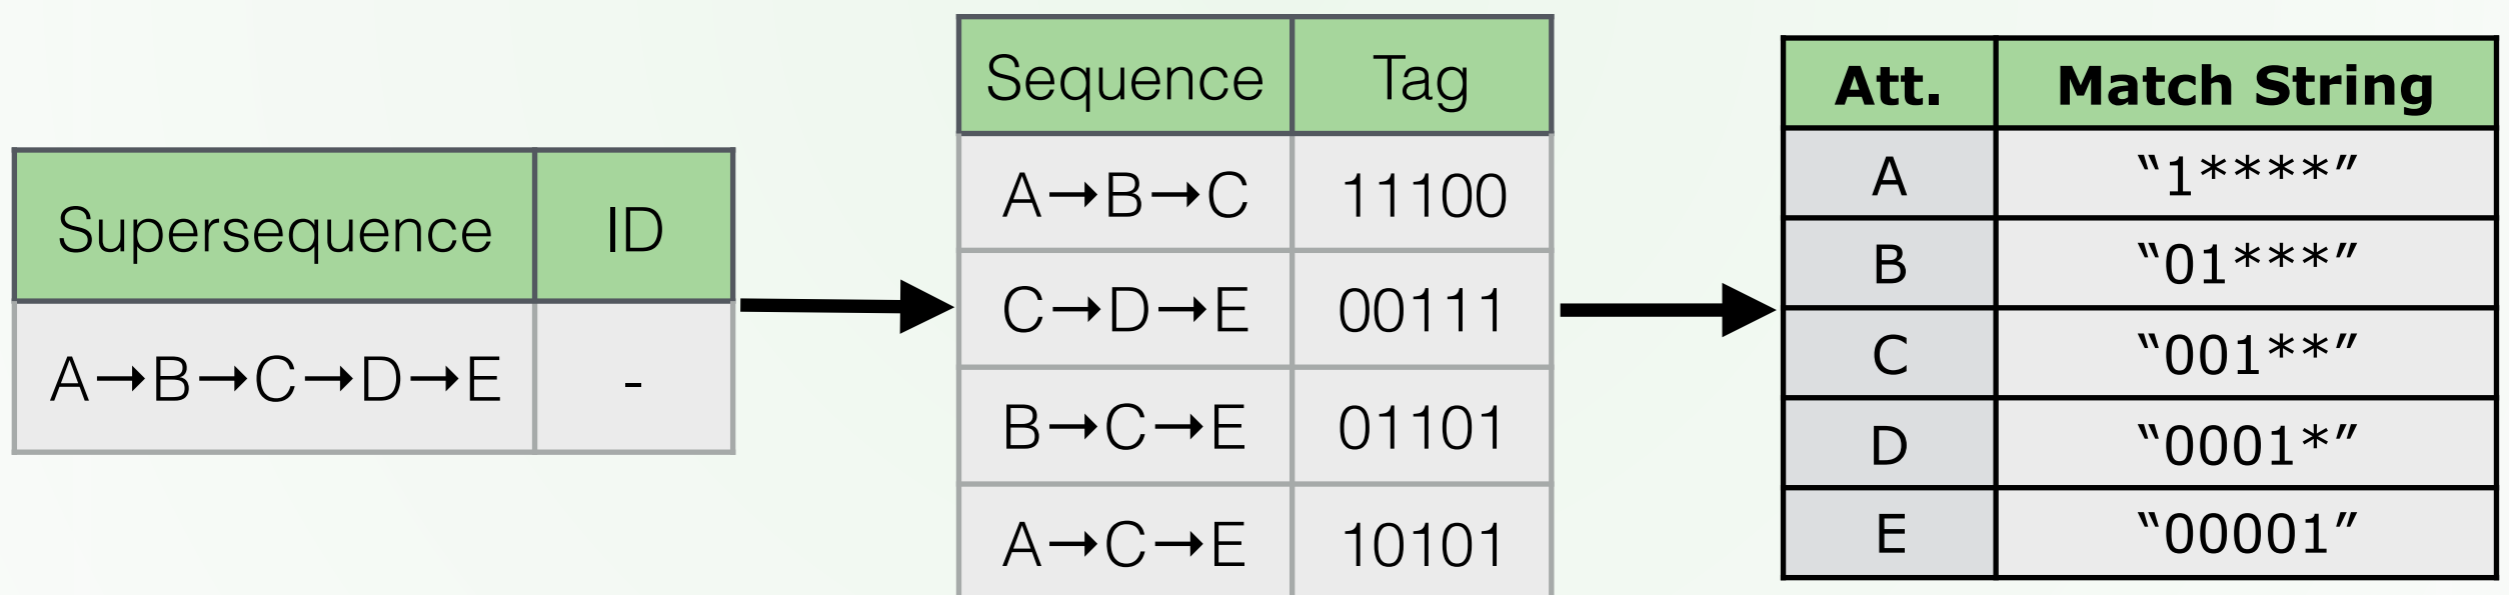 Supersequence ID
A→B→C→D→E -
Sequence Tag
A→B→C 11100
C→D→E 00111
B→C→E 01101
A→C→E 10101
Att. Match String
A “1****”
B “01***”
C “001**”
D “0001*”
E “00001”